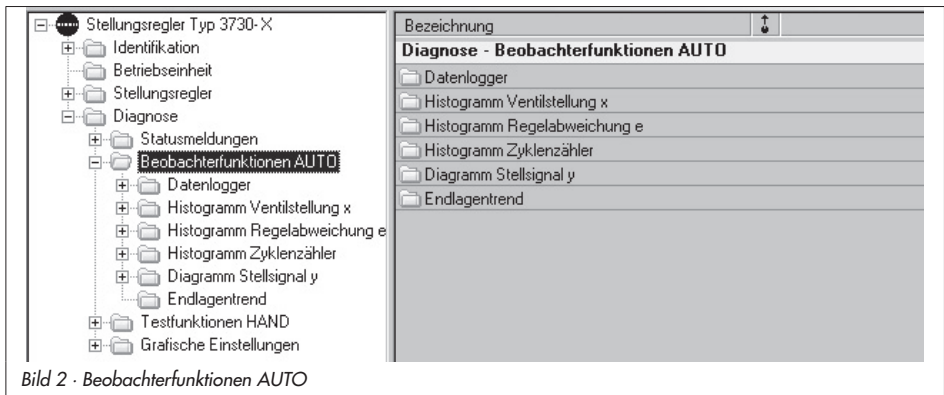 Stellungsregler Typ 3730-X
Identifikation
Betriebseinheit
Stellungsregler
Diagnose
Statusmeldungen
Beobachterfunktionen AUTO
Datenlogger
Histogramm Ventilstellung x
Histogramm Regelabweichung e
Histogramm Zyklenzähler
Diagramm Stellsignal y
Endlagentrend
Testfunktionen HAND
Grafische Einstellungen
Bezeichnung
Diagnose - Beobachterfunktionen AUTO
Datenlogger
Histogramm Ventilstellung x
Histogramm Regelabweichung e
Histogramm Zyklenzähler
Diagramm Stellsignal y
Endlagentrend
Bild 2 · Beobachterfunktionen AUTO